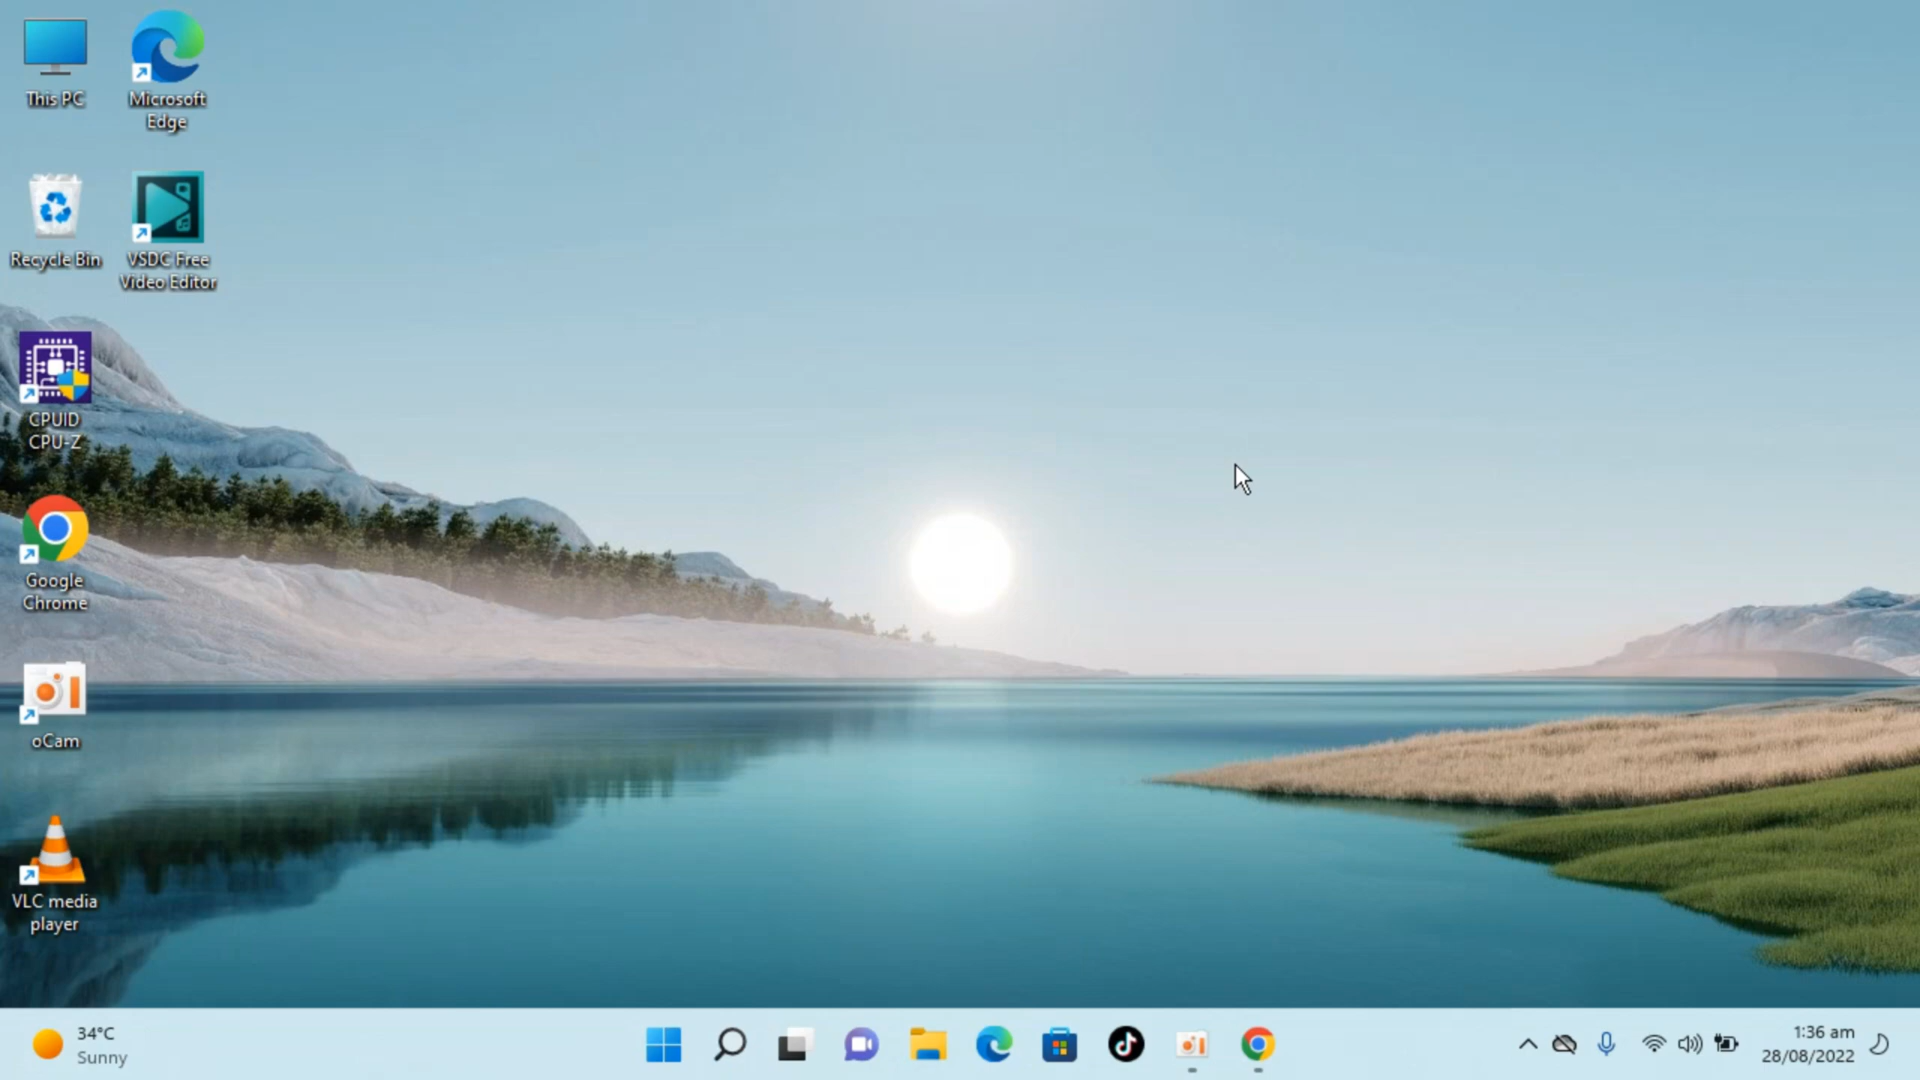 This PC
Microsoft
Edge
Recycle Bin
VSDC Free
Video Editor
CPUID
CPU-Z
Google
Chrome
oCam
VLC media
player
34°C
Sunny
1:36 am
28/08/2022